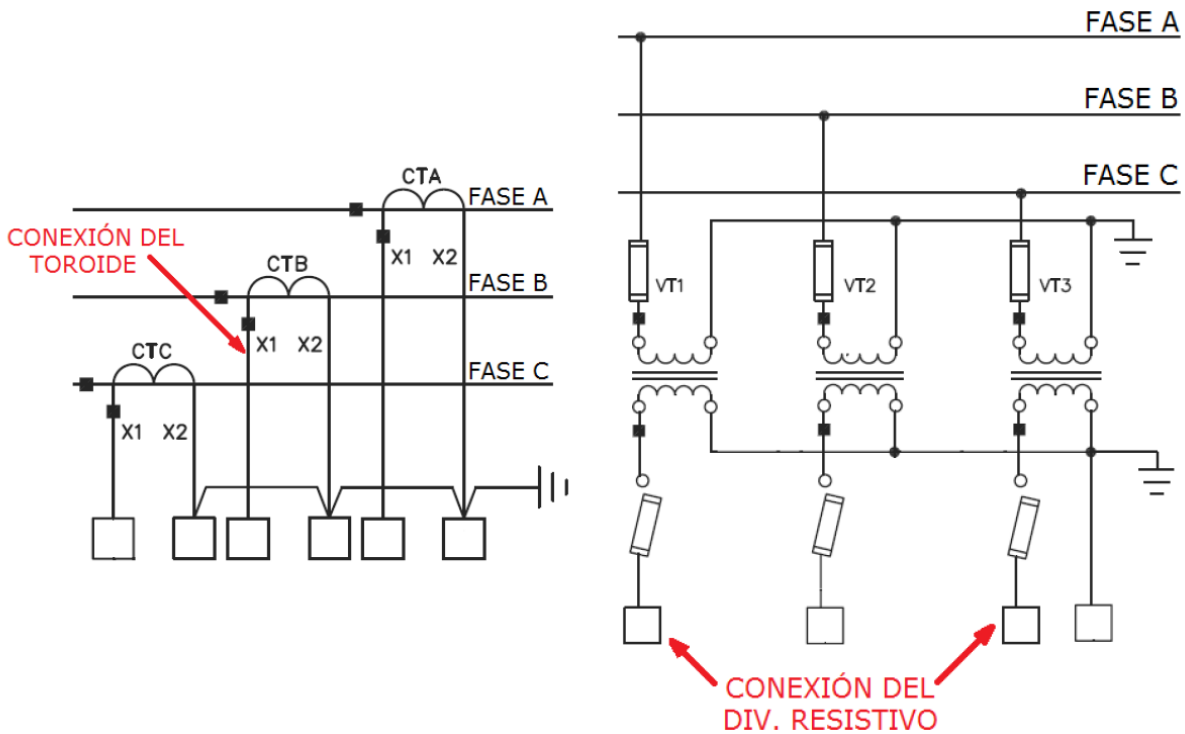 CTA
FASE A
X1 X2
CONEXIÓN DEL
TOROIDE
CTB
FASE B
X1 X2
CTC
FASE C
X1 X2
FASE A
FASE B
FASE C
VT1
VT2
VT3
CONEXIÓN DEL
DIV. RESISTIVO